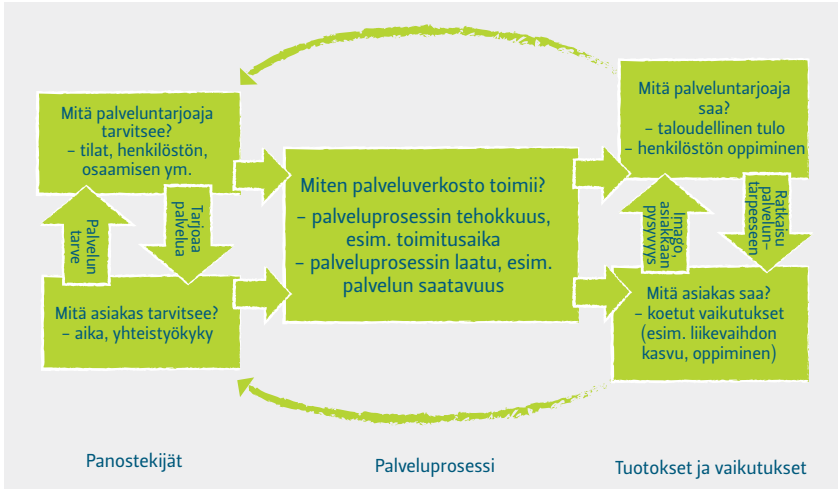 Mitä palveluntarjoaja
tarvitsee?
– tilat, henkilöstön,
osaamisen ym.
Palvelun
tarve
Tarjoaa
palvelua
Mitä asiakas tarvitsee?
– aika, yhteistyökyky
Miten palveluverkosto toimii?
– palveluprosessin tehokkuus,
esim. toimitusaika
– palveluprosessin laatu, esim.
palvelun saatavuus
Mitä palveluntarjoaja
saa?
– taloudellinen tulo
– henkilöstön oppiminen
Imago,
asiakkaan
pysyvyys
Ratkaisu
palvelun-
tarpeeseen
Mitä asiakas saa?
– koetut vaikutukset
(esim. liikevaihdon
kasvu, oppiminen)
Panostekijät
Palveluprosessi
Tuotokset ja vaikutukset